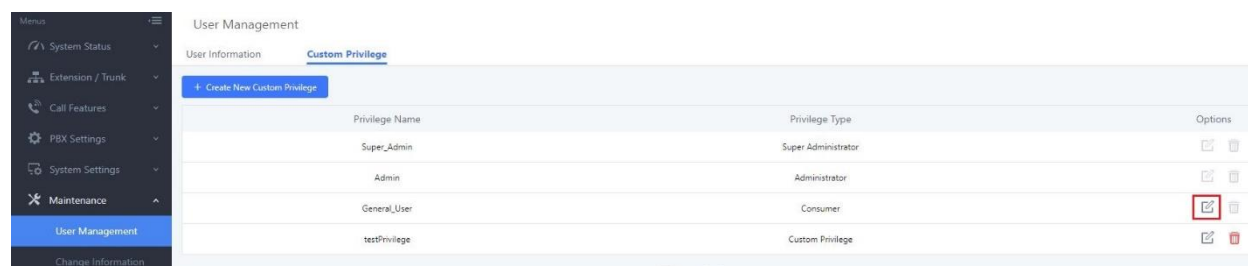 Menus
System Status
Extension / Trunk
Call Features
PBX Settings
System Settings
Maintenance
User Management
Change Information
User Management
User Information Custom Privilege
+ Create New Custom Privilege
Privilege Name Privilege Type Options
Super_Admin Super Administrator
Admin Administrator
General_User Consumer
testPrivilege Custom Privilege